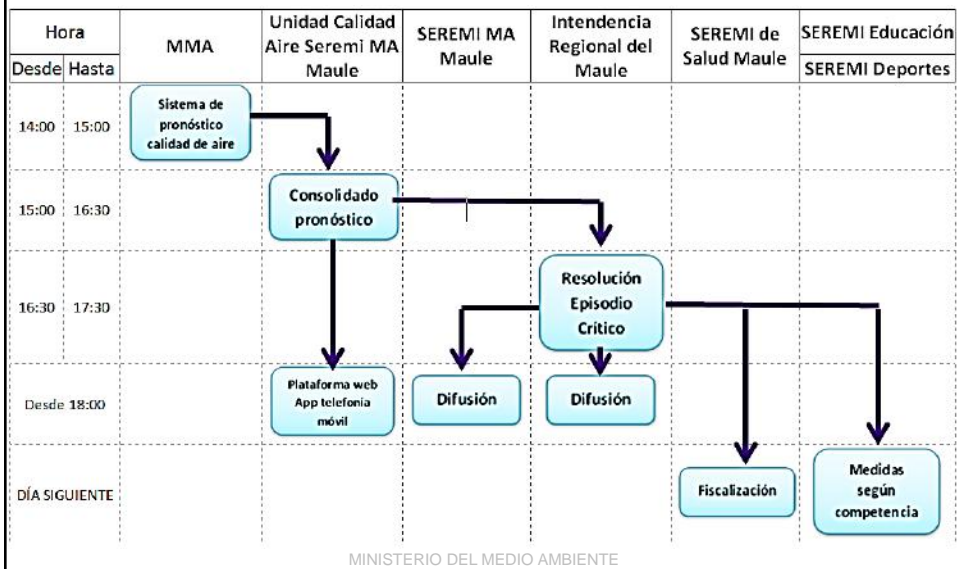 Hora
Desde Hasta
MMA
Unidad Calidad
Aire Seremi MA
Maule
SEREMI MA
Maule
Intendencia
Regional del
Maule
SEREMI de
Salud Maule
SEREMI Educación
SEREMI Deportes
14:00 15:00
Sistema de
pronóstico
calidad de aire
15:00 16:30
Consolidado
pronóstico
16:30 17:30
Resolución
Episodio
Crítico
Desde 18:00
Plataforma web
App telefonía
móvil
Difusión
Difusión
DÍA SIGUIENTE
Fiscalización
Medidas
según
competencia
MINISTERIO DEL MEDIO AMBIENTE